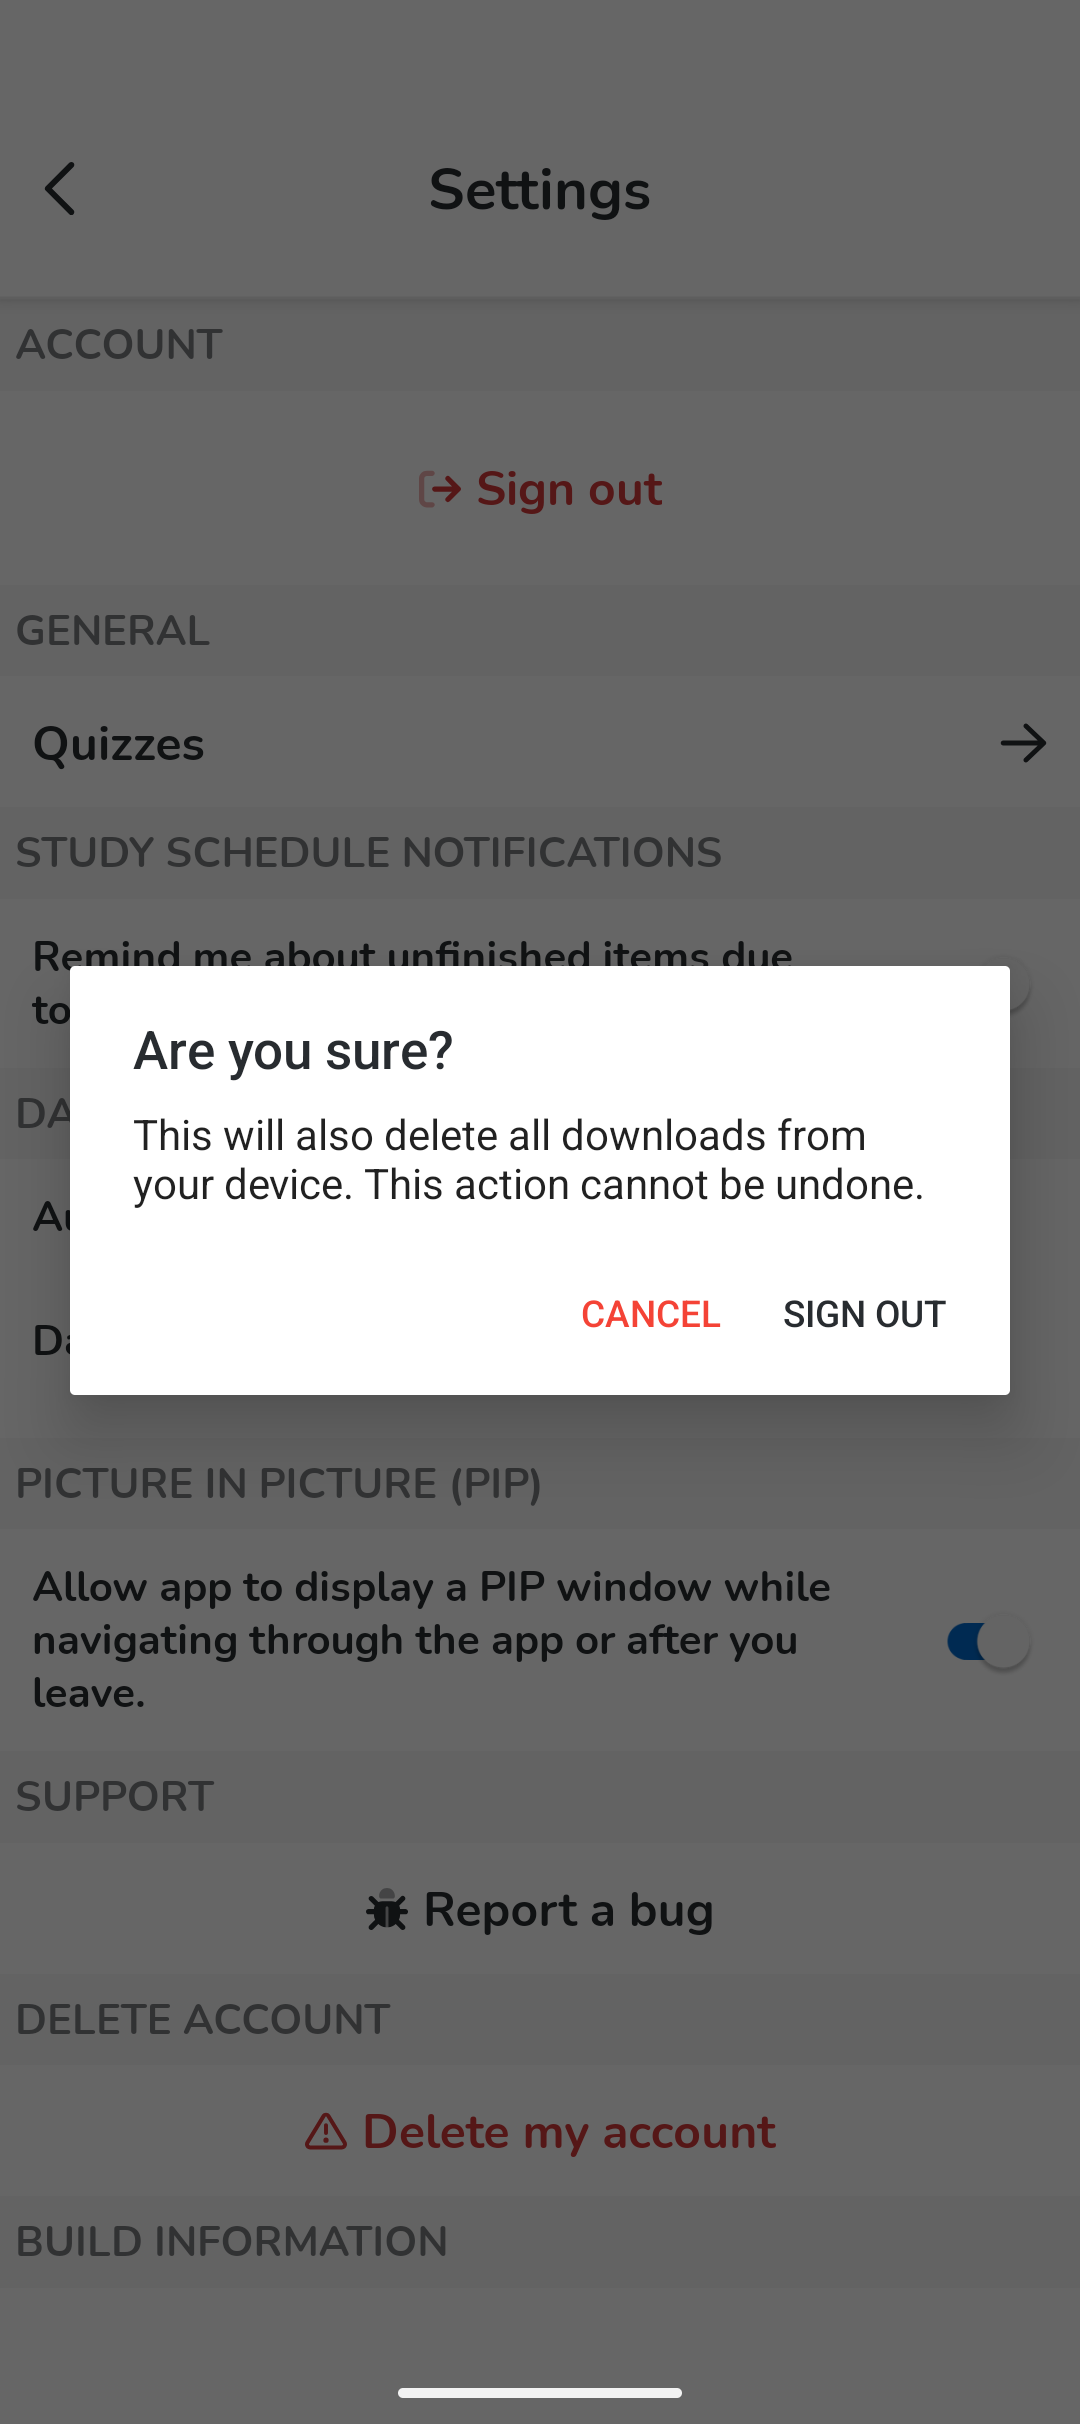 Settings
ACCOUNT
Sign out
GENERAL
Quizzes
STUDY SCHEDULE NOTIFICATIONS
Remind me about unfinished items due
Are you sure?
This will also delete all downloads from
your device. This action cannot be undone.
CANCEL SIGN OUT
PICTURE IN PICTURE (PIP)
Allow app to display a PIP window while
navigating through the app or after you
leave.
SUPPORT
Report a bug
DELETE ACCOUNT
Delete my account
BUILD INFORMATION